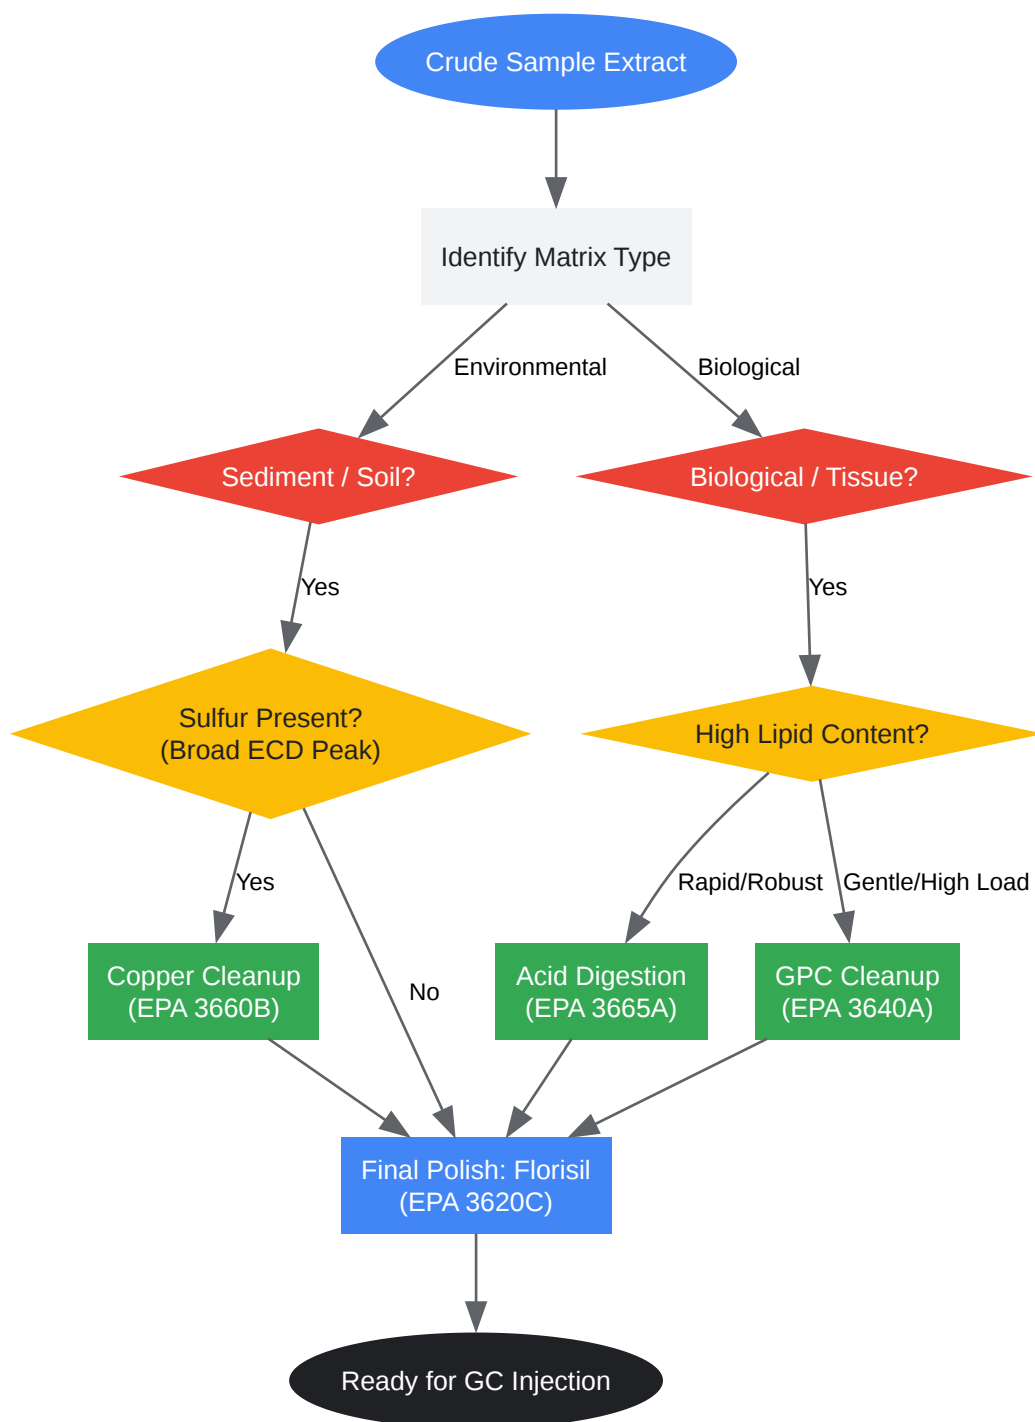 Crude Sample Extract
Identify Matrix Type
Environmental
Biological
Sediment / Soil?
Biological / Tissue?
Yes
Yes
Sulfur Present?
(Broad ECD Peak)
High Lipid Content?
Yes
Rapid/Robust
Gentle/High Load
Copper Cleanup
(EPA 3660B)
No
Acid Digestion
(EPA 3665A)
GPC Cleanup
(EPA 3640A)
Final Polish: Florisil
(EPA 3620C)
Ready for GC Injection